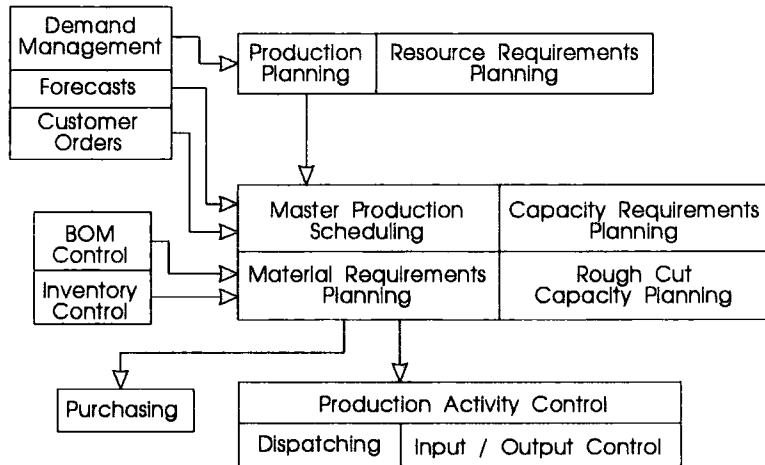 Demand
Management
Forecasts
Customer
Orders
Production
Planning
Resource Requirements
Planning
Master Production
Scheduling
Capacity Requirements
Planning
BOM
Control
Inventory
Control
Material Requirements
Planning
Rough Cut
Capacity Planning
Purchasing
Production Activity Control
Dispatching
Input / Output Control